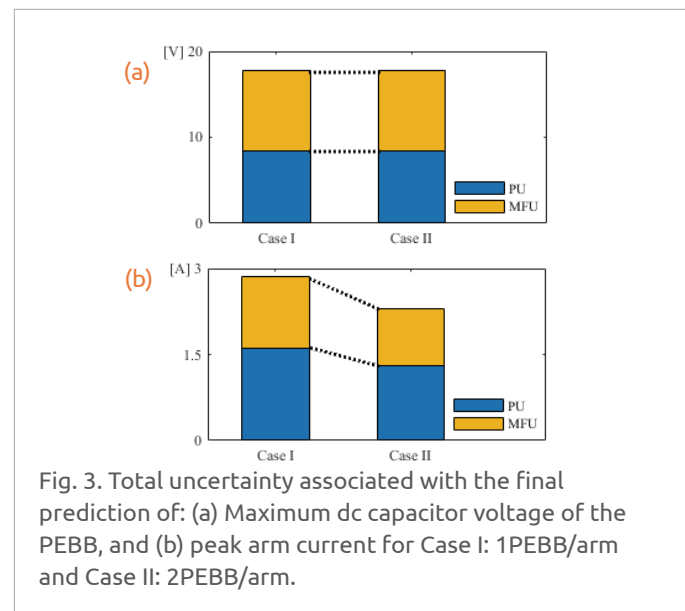 (a)
[V] 20
10
0
PU
MFU
Case I
Case II
(b)
[A] 3
1.5
0
PU
MFU
Case I
Case II
Fig. 3. Total uncertainty associated with the final
prediction of: (a) Maximum dc capacitor voltage of the
PEBB, and (b) peak arm current for Case I: 1PEBB/arm
and Case II: 2PEBB/arm.